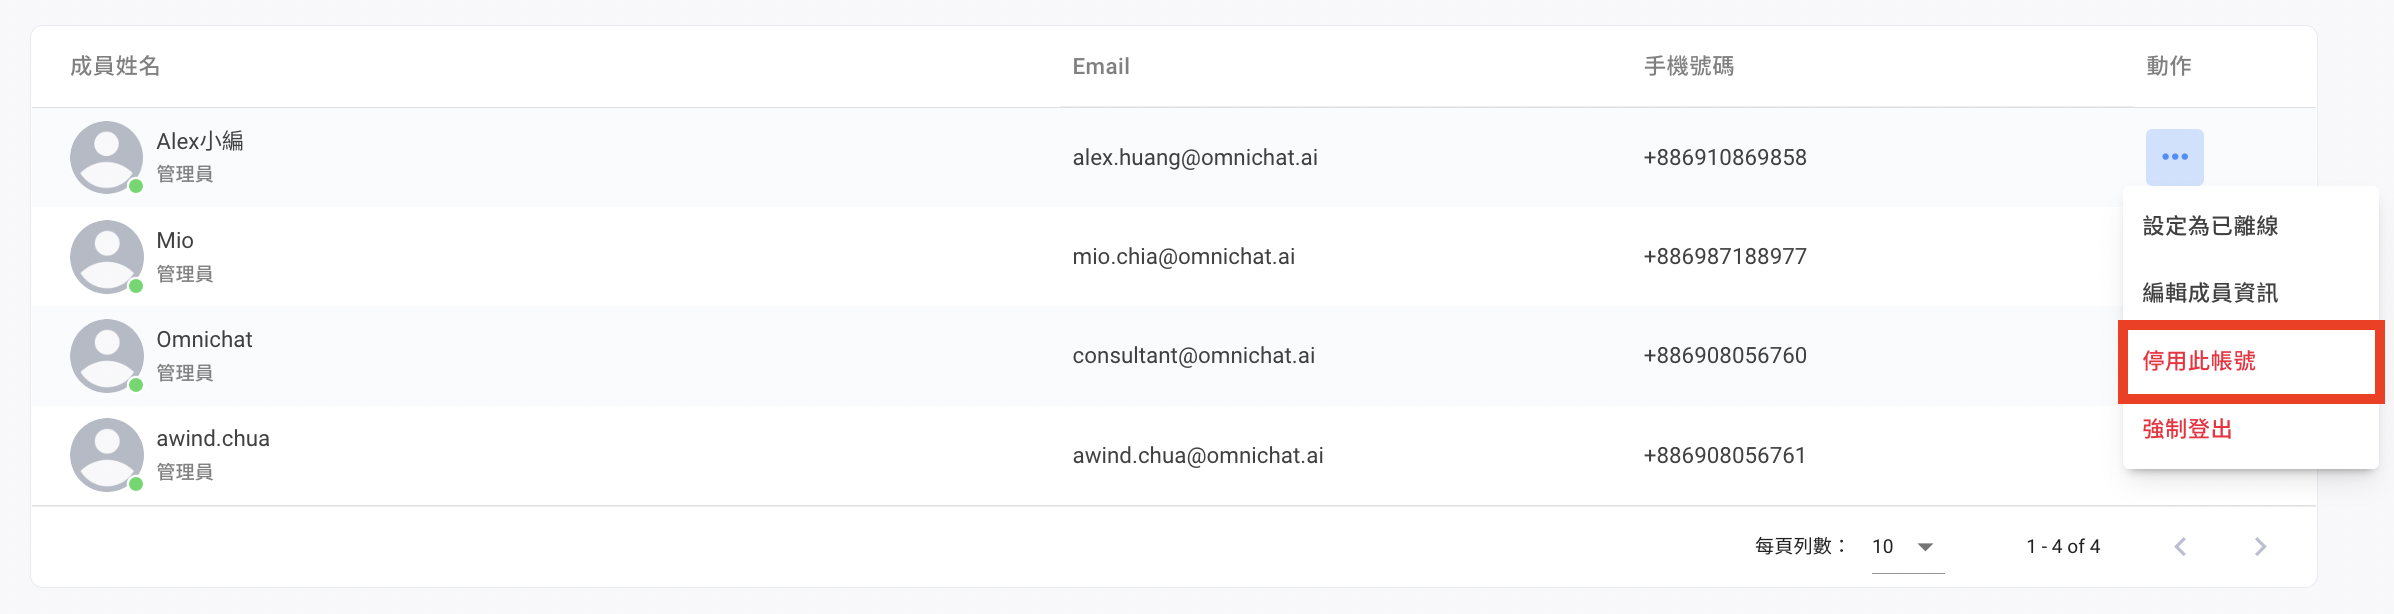 成員姓名 Email 手機號碼 動作
Alex小編
管理員
alex.huang@omnichat.ai
+886910869858
Mio
管理員
mio.chia@omnichat.ai
+886987188977
Omnichat
管理員
consultant@omnichat.ai
+886908056760
awind.chua
管理員
awind.chua@omnichat.ai
+886908056761
設定為已離線
編輯成員資訊
停用此帳號
強制登出
每頁列數： 10 1 - 4 of 4